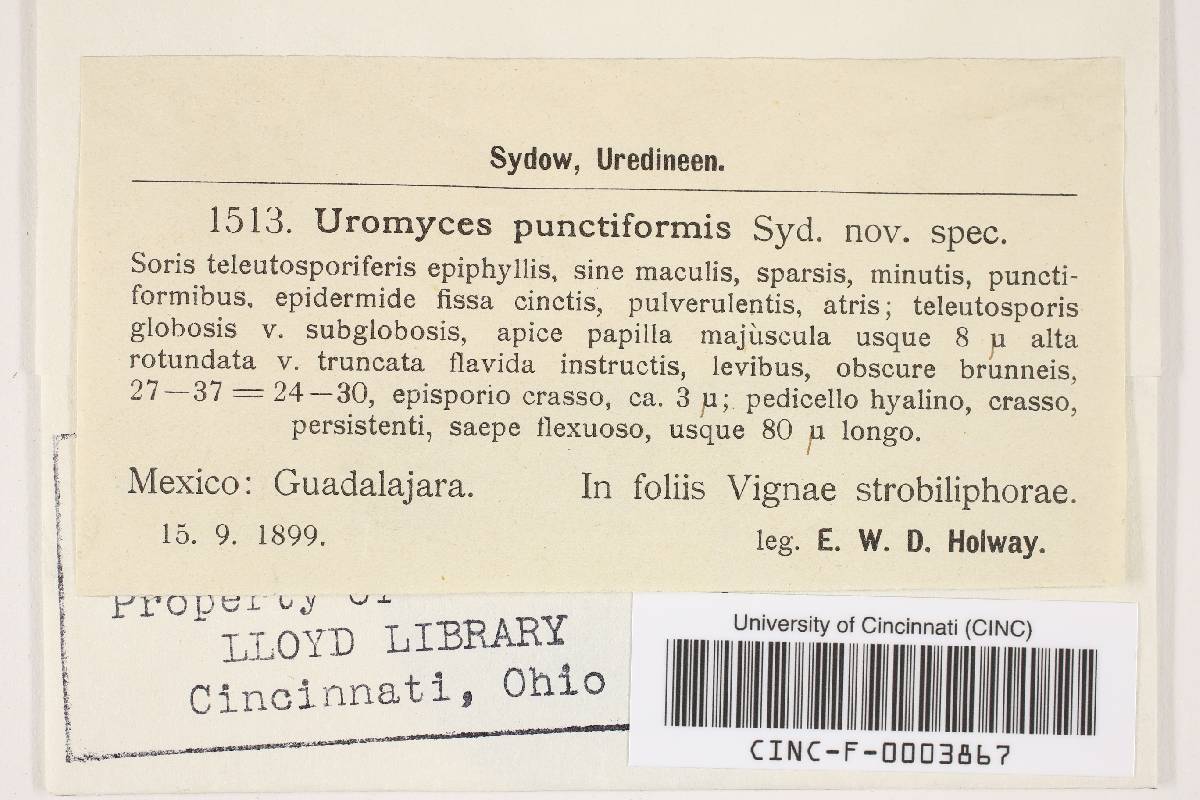 Sydow, Uredineen.
1513. Uromyces punctiformis Syd. nov. spec.
Soris teleutosporiferis epiphyllis, sine maculis, sparsis, minutis, puncti-
formibus, epidermide fissa cinctis, pulverulentis, atris; teleutosporis
globosis v. subglobosis, apice papilla majùscula usque 8 µ alta
rotundata v. truncata flavida instructis, levibus, obscure brunneis,
27—37 = 24—30, episporio crasso, ca. 3 µ; pedicello hyalino, crasso,
persistenti, saepe flexuoso, usque 80 µ longo.
Mexico: Guadalajara. In foliis Vignae strobiliphorae.
15. 9. 1899. leg. E. W. D. Holway.
Property of
LLOYD LIBRARY
Cincinnati, Ohio
University of Cincinnati (CINC)
CINC-F-0003867